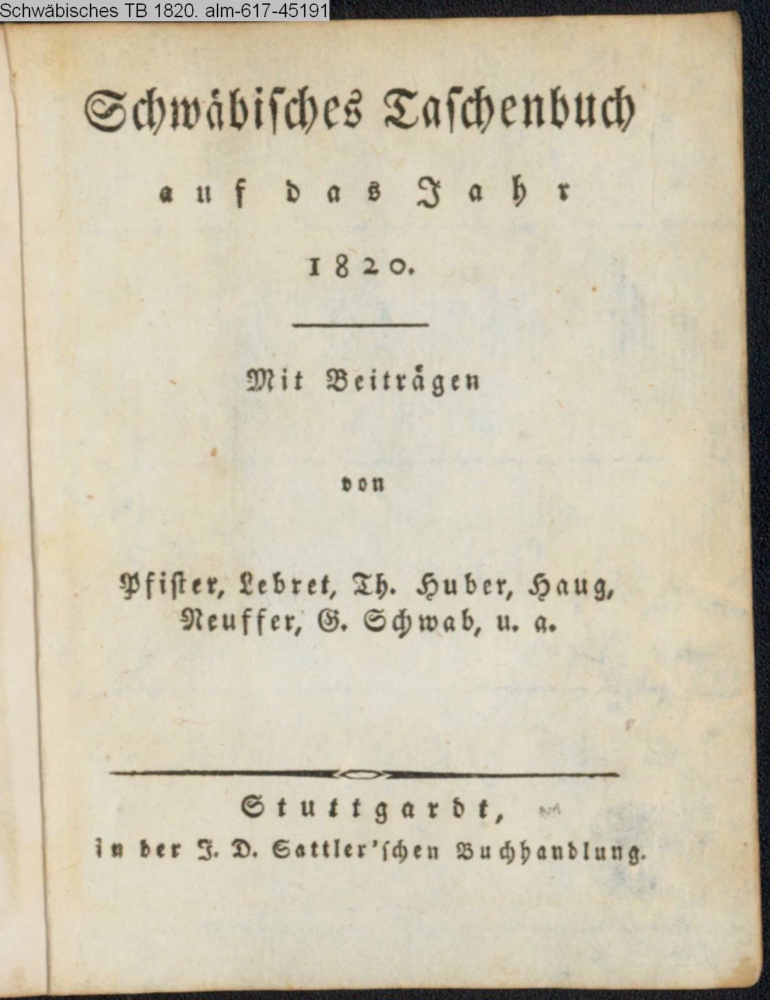 Schwäbisches TB 1820. alm-617-45191
Schwäbiſches Taſchenbuch
auf das Jahr
1820.
Mit Beiträgen
von
Pfiſter, Lebret, Th. Huber, Haug,
Neuffer, G. Schwab, u. a.
Stuttgardt,
in der J. D. Sattler'ſchen Buchhandlung.